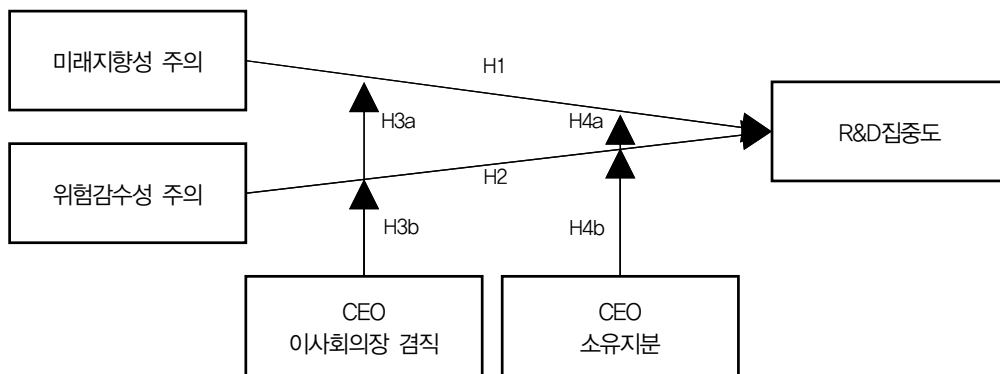 미래지향성 주의
H1
H3a
H4a
R&D집중도
위험감수성 주의
H2
H3b
H4b
CEO
이사회의장 겸직
CEO
소유지분